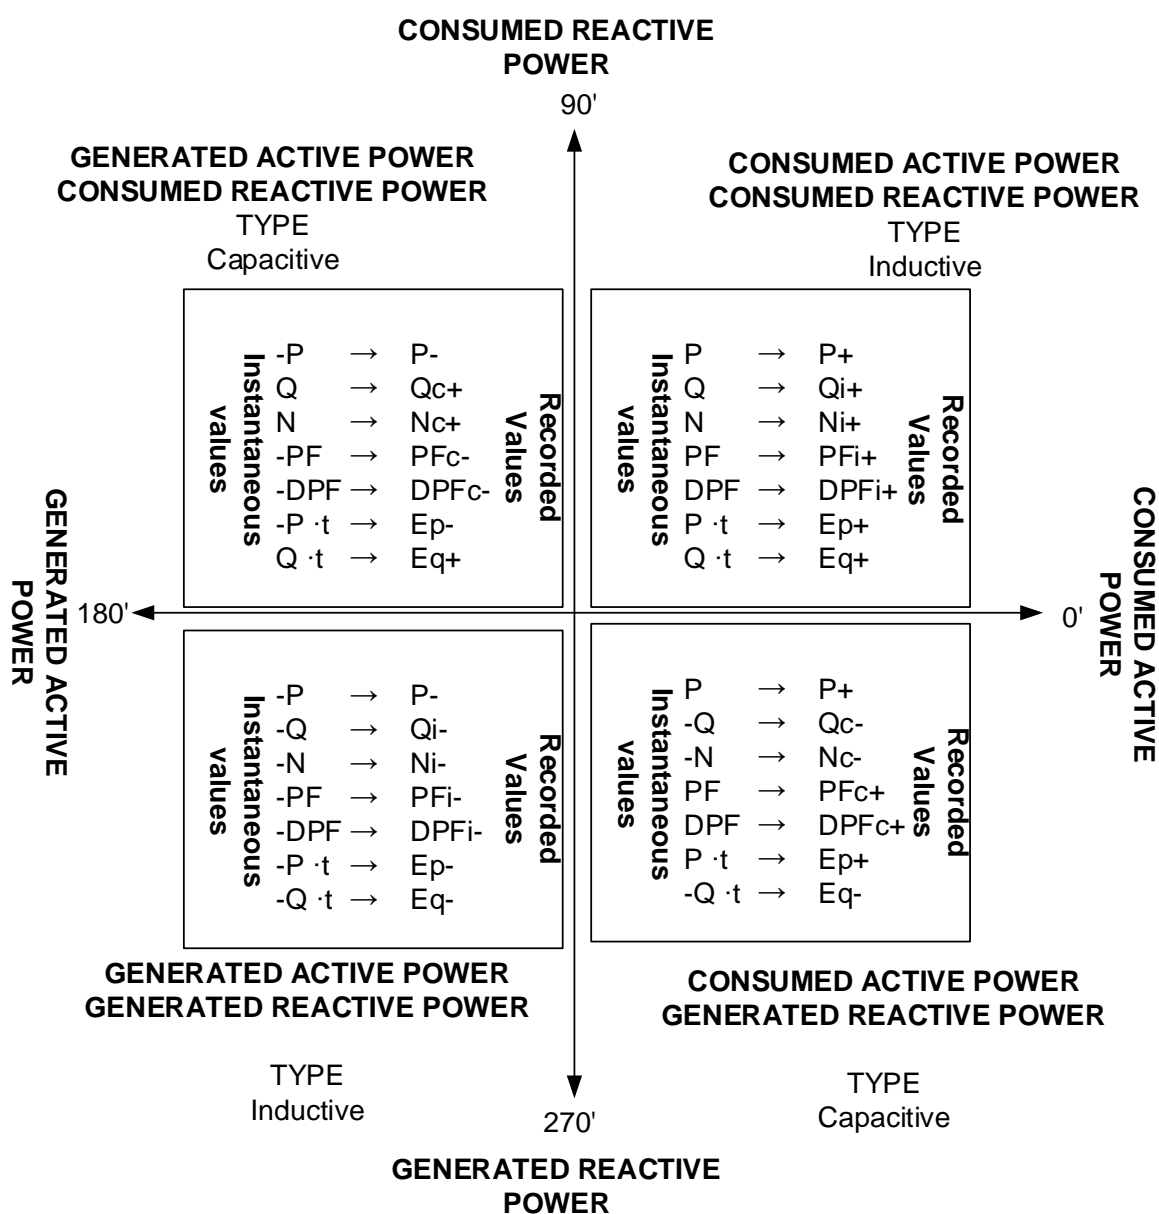 CONSUMED REACTIVE
POWER
90'
GENERATED ACTIVE POWER
CONSUMED REACTIVE POWER
TYPE
Capacitive
CONSUMED ACTIVE POWER
CONSUMED REACTIVE POWER
TYPE
Inductive
Instantaneous
values
-P → P-
Q → Qc+
N → Nc+
-PF → PFc-
-DPF → DPFc-
-P ·t → Ep-
Q ·t → Eq+
Recorded
Values
Instantaneous
values
P → P+
Q → Qi+
N → Ni+
PF → PFi+
DPF → DPFi+
P ·t → Ep+
Q ·t → Eq+
Recorded
Values
GENERATED ACTIVE
POWER
180'
0'
CONSUMED ACTIVE
POWER
Instantaneous
values
-P → P-
-Q → Qi-
-N → Ni-
-PF → PFi-
-DPF → DPFi-
-P ·t → Ep-
-Q ·t → Eq-
Recorded
Values
Instantaneous
values
P → P+
-Q → Qc-
-N → Nc-
PF → PFc+
DPF → DPFc+
P ·t → Ep+
-Q ·t → Eq-
Recorded
Values
GENERATED ACTIVE POWER
GENERATED REACTIVE POWER
TYPE
Inductive
CONSUMED ACTIVE POWER
GENERATED REACTIVE POWER
TYPE
Capacitive
270'
GENERATED REACTIVE
POWER